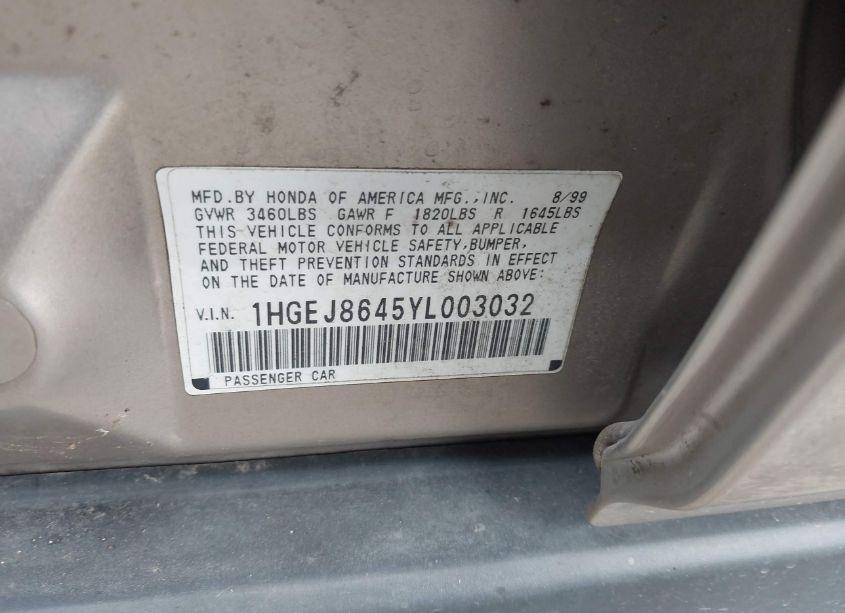 MFD.BY HONDA OF AMERICA MFG.,INC. 8/99
GVWR 3460LBS GAWR F 1820LBS R 1645LBS
THIS VEHICLE CONFORMS TO ALL APPLICABLE
FEDERAL MOTOR VEHICLE SAFETY,BUMPER,
AND THEFT PREVENTION STANDARDS IN EFFECT
ON THE DATE OF MANUFACTURE SHOWN ABOVE:
V.I.N. 1HGEJ8645YL003032
PASSENGER CAR